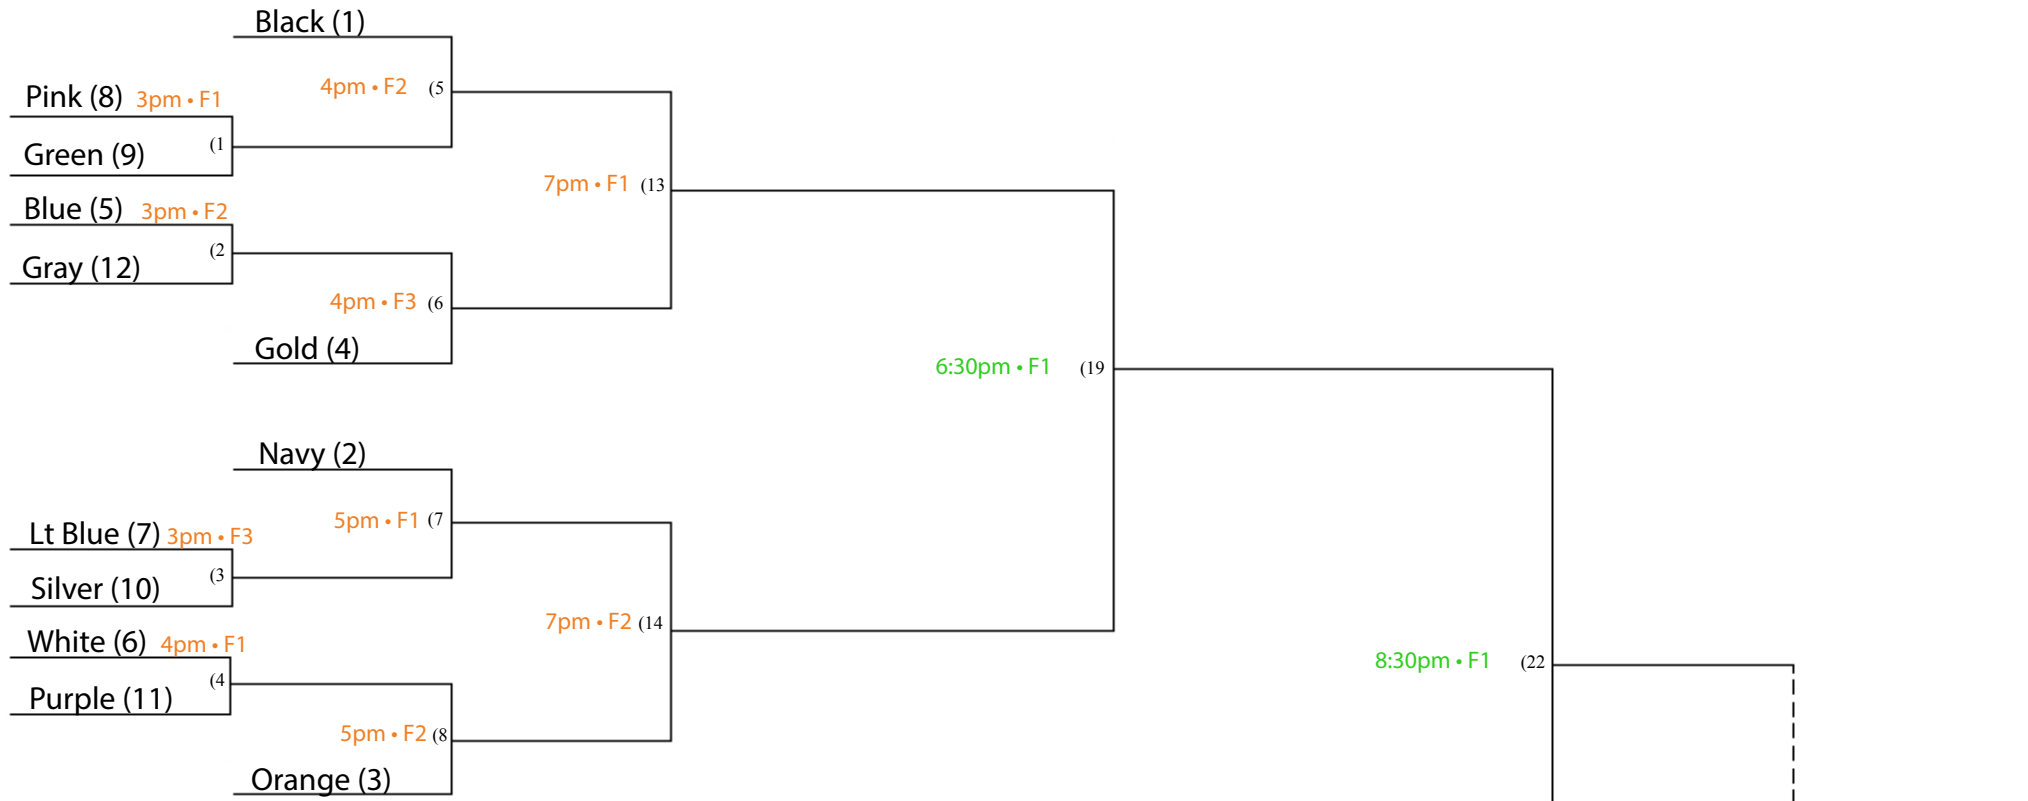 Black (1)
4pm • F2 (5
Pink (8) 3pm • F1
(1
Green (9)
7pm • F1 (13
Blue (5) 3pm • F2
(2
Gray (12)
4pm • F3 (6
Gold (4)
6:30pm • F1 (19
Navy (2)
5pm • F1 (7
Lt Blue (7) 3pm • F3
(3
Silver (10)
7pm • F2 (14
White (6) 4pm • F1
(4
Purple (11)
8:30pm • F1 (22
5pm • F2 (8
Orange (3)